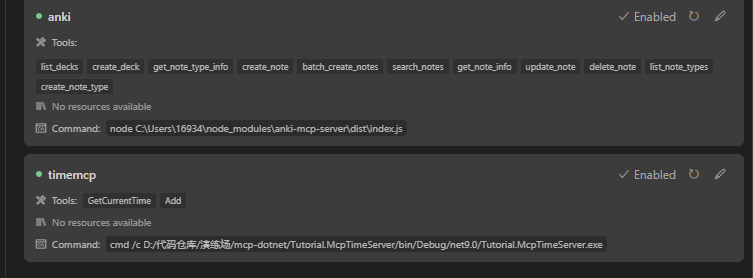 anki Enabled
Tools:
list_decks create_deck get_note_type_info create_note batch_create_notes search_notes get_note_info update_note delete_note list_note_types
create_note_type
No resources available
Command: node C:\Users\16934\node_modules\anki-mcp-server\dist\index.js
timemcp Enabled
Tools: GetCurrentTime Add
No resources available
Command: cmd /c D:/代码仓库/演练场/mcp-dotnet/Tutorial.McpTimeServer/bin/Debug/net9.0/Tutorial.McpTimeServer.exe